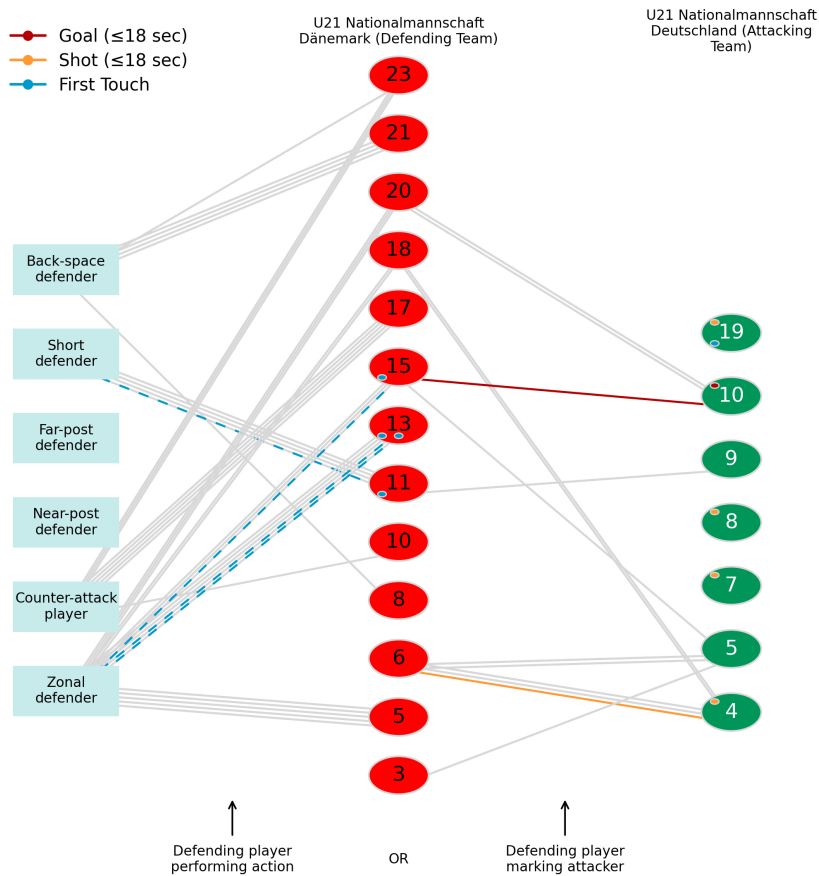 U21 Nationalmannschaft
Dänemark (Defending Team)
U21 Nationalmannschaft
Deutschland (Attacking
Team)
Goal (≤18 sec)
Shot (≤18 sec)
First Touch
23
21
20
18
17
15
13
11
10
8
6
5
3
Back-space
defender
Short
defender
Far-post
defender
Near-post
defender
Counter-attack
player
Zonal
defender
19
10
9
8
7
5
4
Defending player
performing action
OR
Defending player
marking attacker